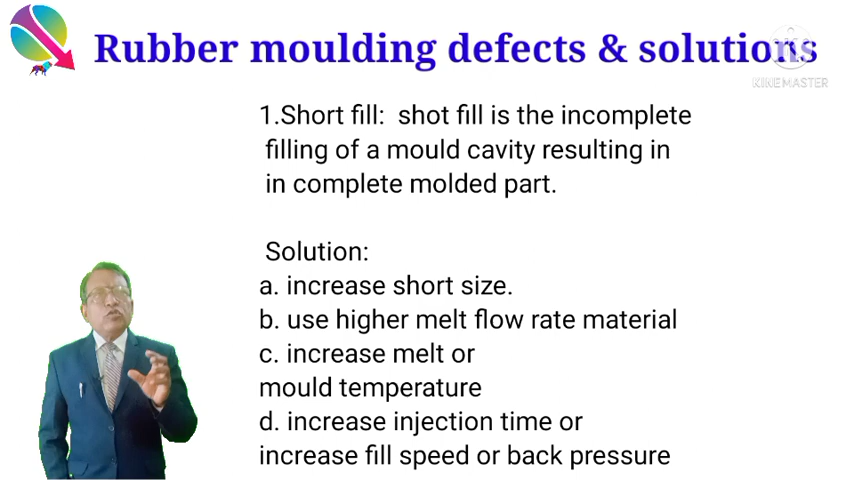 Rubber moulding defects & solutions
KINEMASTER
1.Short fill: shot fill is the incomplete
filling of a mould cavity resulting in
in complete molded part.
Solution:
a. increase short size.
b. use higher melt flow rate material
c. increase melt or
mould temperature
d. increase injection time or
increase fill speed or back pressure